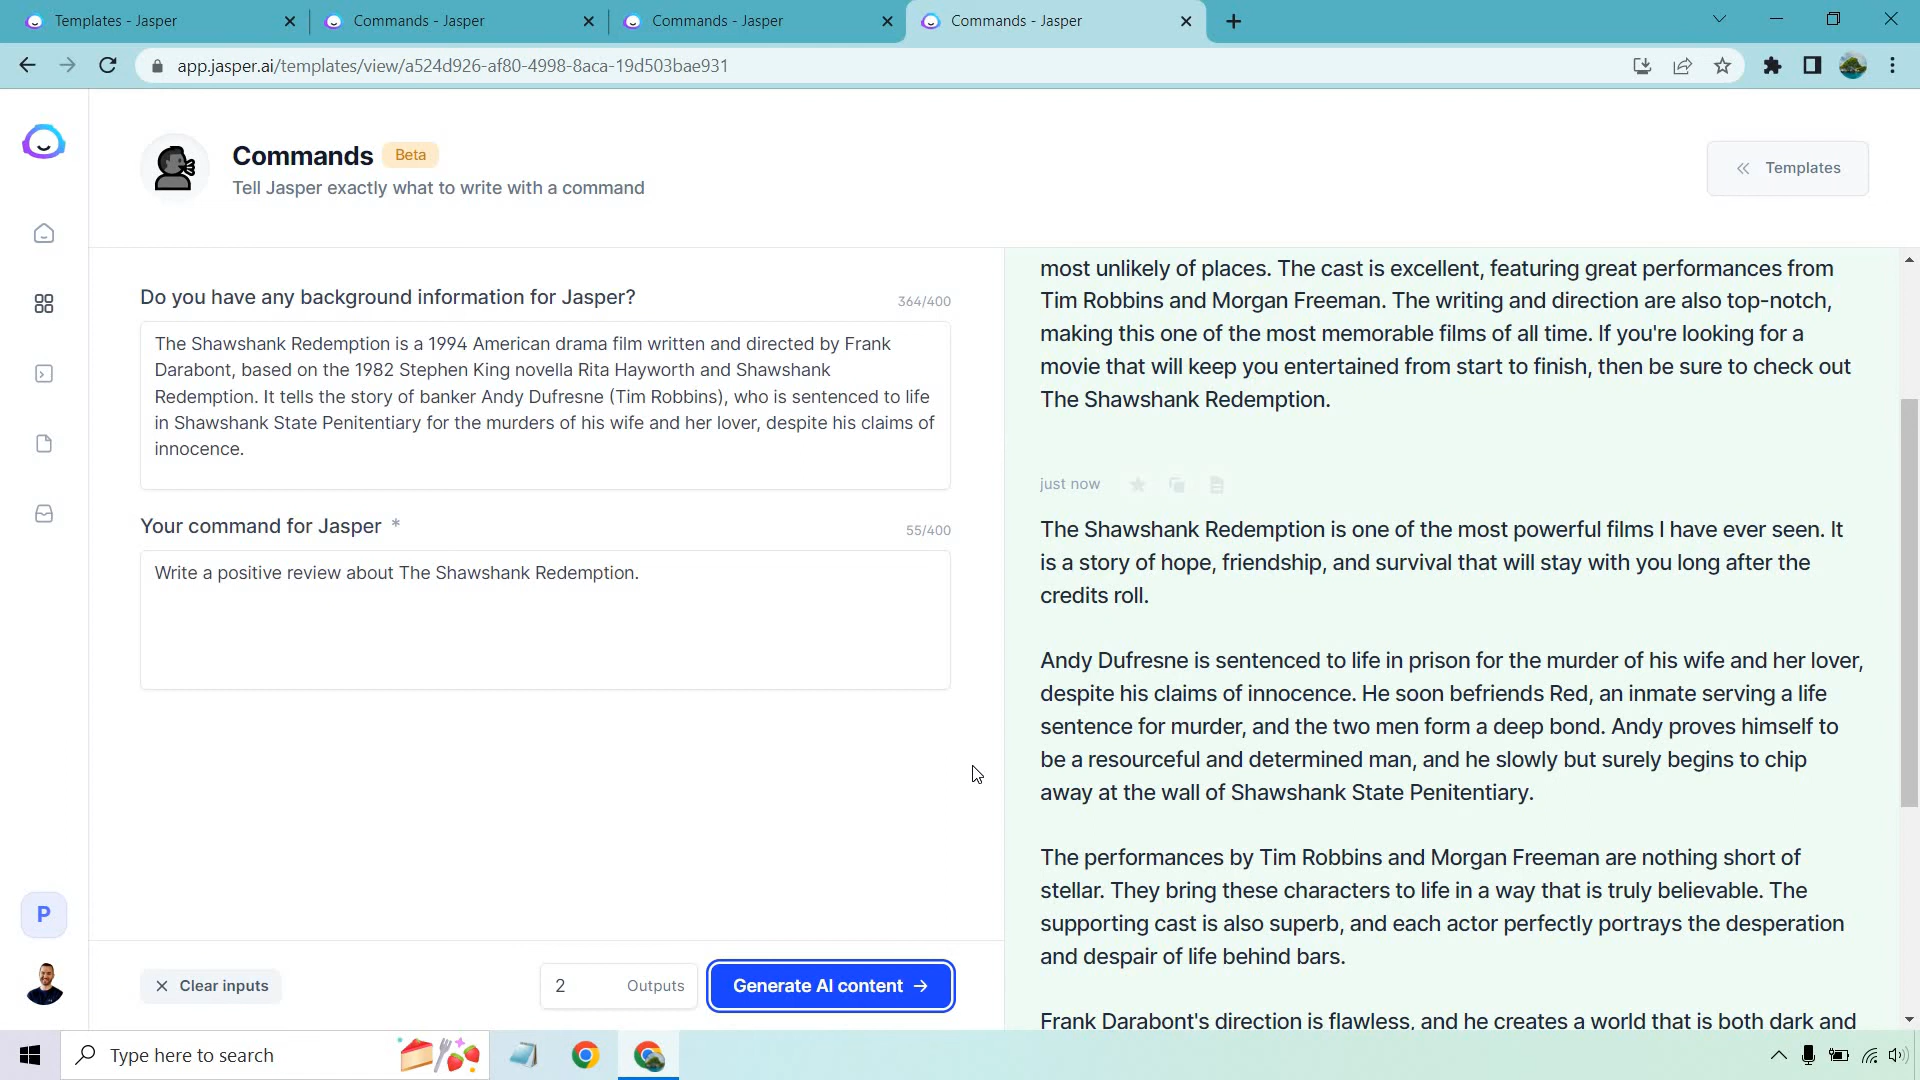 Templates - Jasper
Commands - Jasper
Commands - Jasper
Commands - Jasper
app.jasper.ai/templates/view/a524d926-af80-4998-8aca-19d503bae931
Commands
Beta
Tell Jasper exactly what to write with a command
Templates
Do you have any background information for Jasper?
364/400
The Shawshank Redemption is a 1994 American drama film written and directed by Frank
Darabont, based on the 1982 Stephen King novella Rita Hayworth and Shawshank
Redemption. It tells the story of banker Andy Dufresne (Tim Robbins), who is sentenced to life
in Shawshank State Penitentiary for the murders of his wife and her lover, despite his claims of
innocence.
Your command for Jasper *
55/400
Write a positive review about The Shawshank Redemption.
Clear inputs
2
Outputs
Generate AI content
most unlikely of places. The cast is excellent, featuring great performances from
Tim Robbins and Morgan Freeman. The writing and direction are also top-notch,
making this one of the most memorable films of all time. If you're looking for a
movie that will keep you entertained from start to finish, then be sure to check out
The Shawshank Redemption.
just now
The Shawshank Redemption is one of the most powerful films I have ever seen. It
is a story of hope, friendship, and survival that will stay with you long after the
credits roll.
Andy Dufresne is sentenced to life in prison for the murder of his wife and her lover,
despite his claims of innocence. He soon befriends Red, an inmate serving a life
sentence for murder, and the two men form a deep bond. Andy proves himself to
be a resourceful and determined man, and he slowly but surely begins to chip
away at the wall of Shawshank State Penitentiary.
The performances by Tim Robbins and Morgan Freeman are nothing short of
stellar. They bring these characters to life in a way that is truly believable. The
supporting cast is also superb, and each actor perfectly portrays the desperation
and despair of life behind bars.
Frank Darabont's direction is flawless, and he creates a world that is both dark and
P
Type here to search